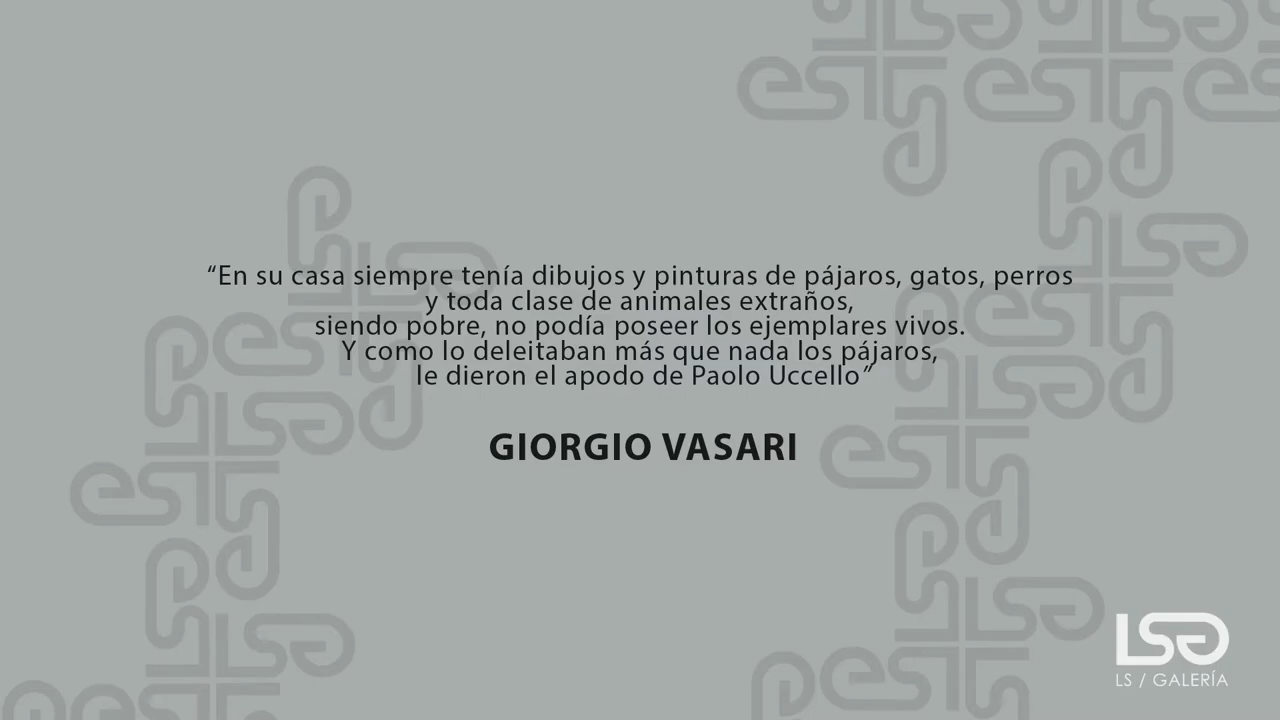 “En su casa siempre tenía dibujos y pinturas de pájaros, gatos, perros
y toda clase de animales extraños,
siendo pobre, no podía poseer los ejemplares vivos.
Y como lo deleitaban más que nada los pájaros,
le dieron el apodo de Paolo Uccello”
GIORGIO VASARI
LSG
LS / GALERÍA